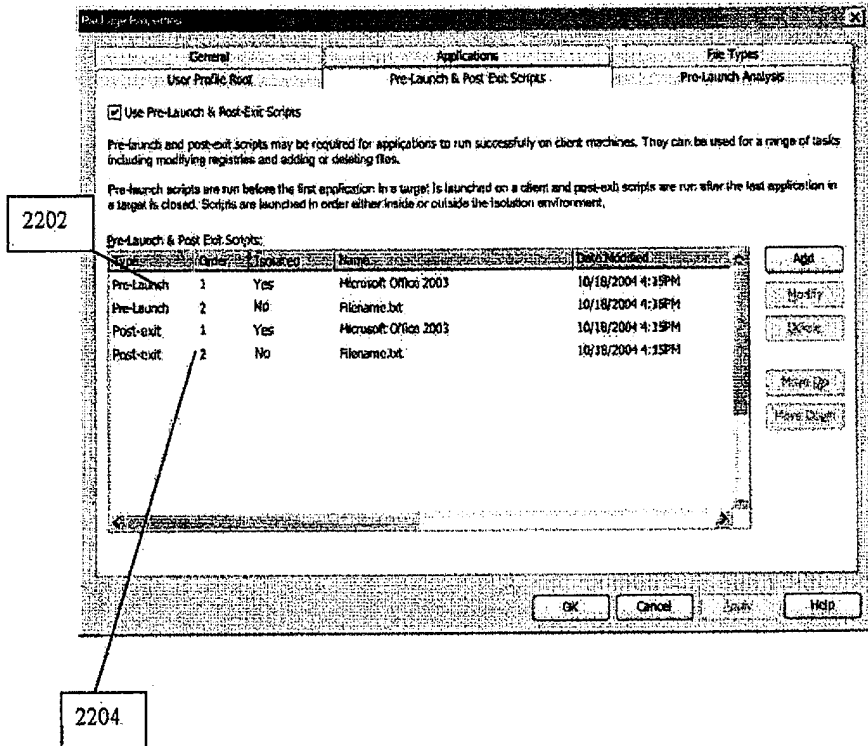 Package Properties
General Applications File Types
User Profile Root Pre-Launch & Post Exit Scripts Pre-Launch Analysis
Use Pre-Launch & Post-Exit Scripts
Pre-launch and post-exit scripts may be required for applications to run successfully on client machines. They can be used for a range of tasks
including modifying registries and adding or deleting files.
Pre-launch scripts are run before the first application in a target is launched on a client and post-exit scripts are run after the last application in
a target is closed. Scripts are launched in order either inside or outside the isolation environment.
2202
Pre-Launch & Post Exit Scripts:
Type Order Isolated Name Date Modified
Pre-Launch 1 Yes Microsoft Office 2003 10/18/2004 4:35PM
Pre-Launch 2 No Filename.txt 10/18/2004 4:35PM
Post-exit 1 Yes Microsoft Office 2003 10/18/2004 4:35PM
Post-exit 2 No Filename.txt 10/18/2004 4:35PM
Add
Modify
Delete
Move Up
Move Down
OK Cancel Apply Help
2204